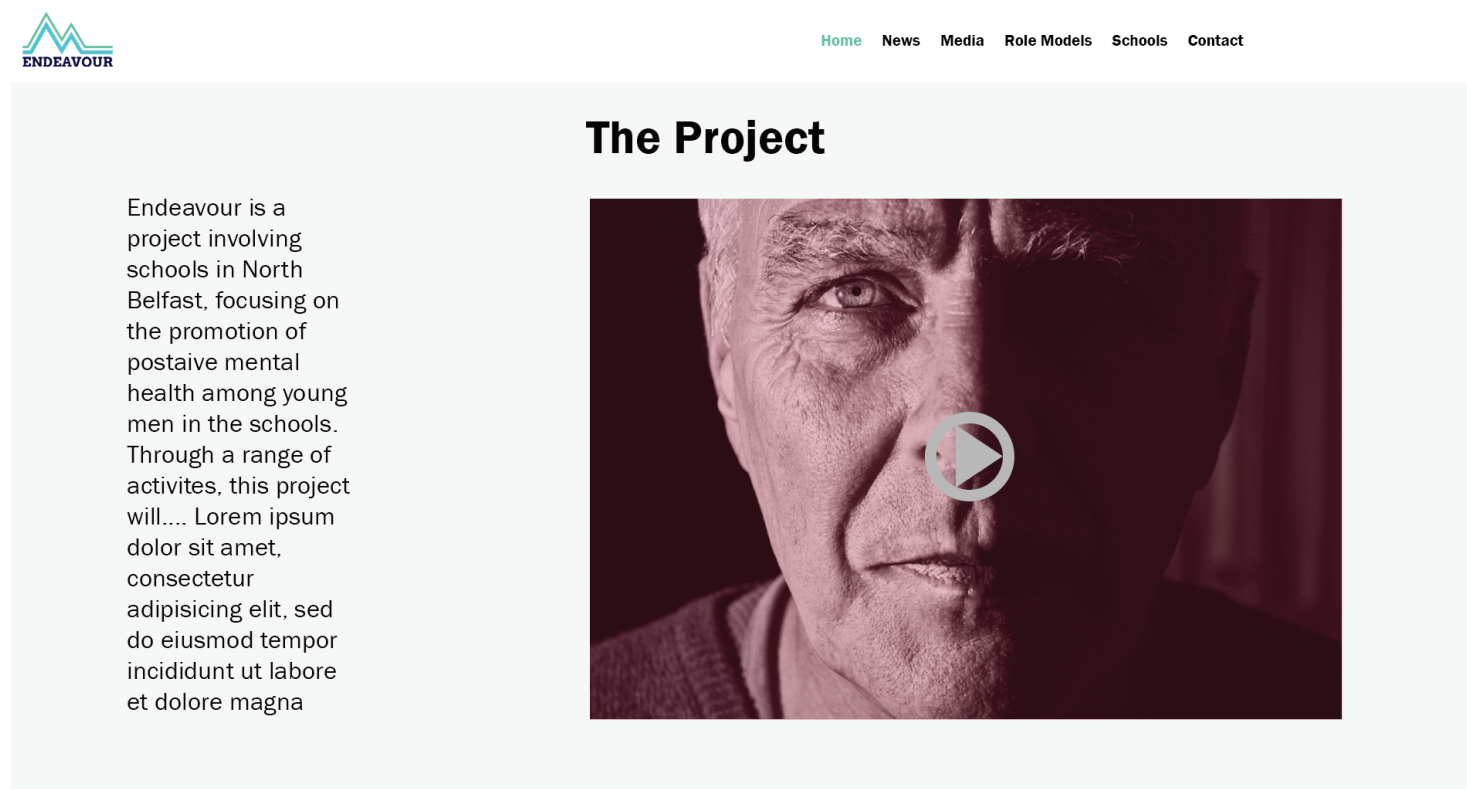 ENDEAVOUR
Home News Media Role Models Schools Contact
The Project
Endeavour is a
project involving
schools in North
Belfast, focusing on
the promotion of
postaive mental
health among young
men in the schools.
Through a range of
activites, this project
will.... Lorem ipsum
dolor sit amet,
consectetur
adipisicing elit, sed
do eiusmod tempor
incididunt ut labore
et dolore magna